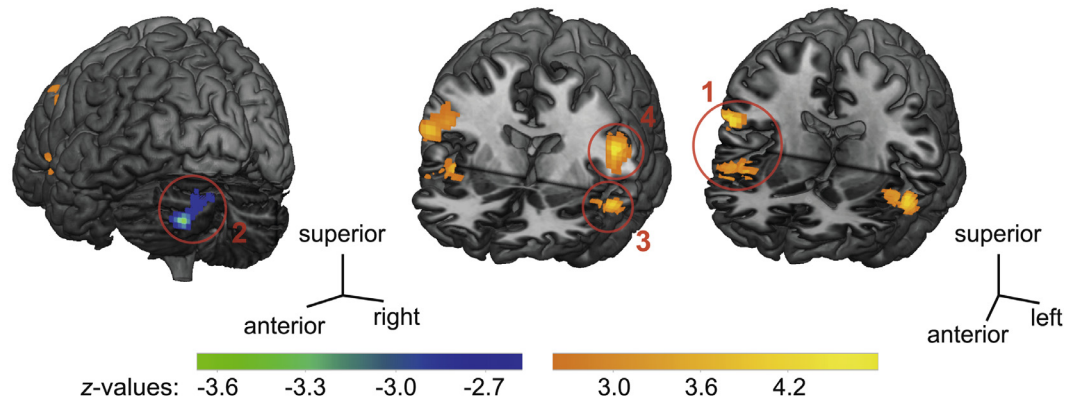 1
4
2
3
superior
anterior
right
superior
anterior
left
z-values: -3.6 -3.3 -3.0 -2.7 3.0 3.6 4.2